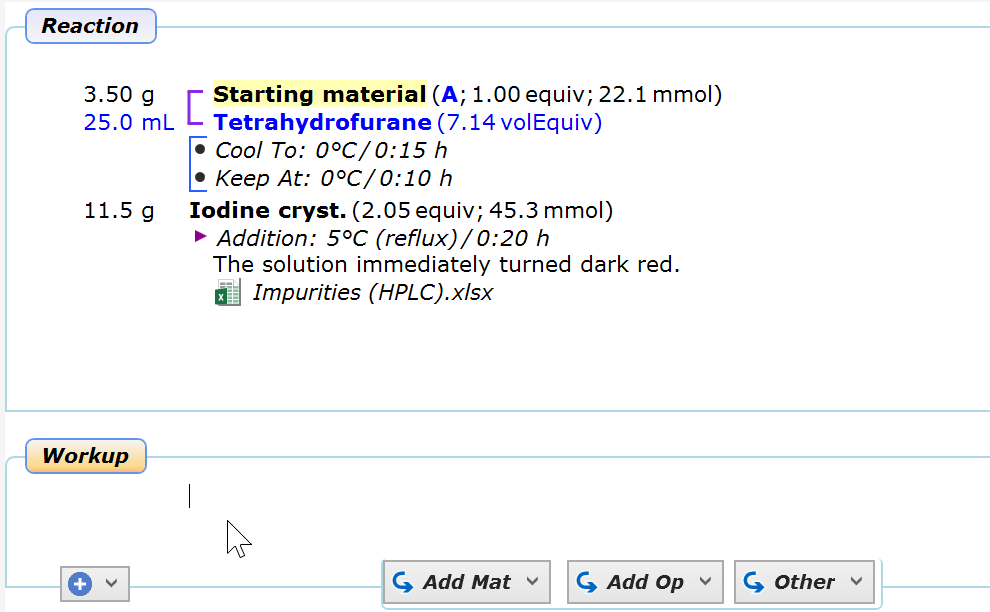 Reaction
3.50 g Starting material (A; 1.00 equiv; 22.1 mmol)
25.0 mL Tetrahydrofurane (7.14 volEquiv)
• Cool To: 0°C / 0:15 h
• Keep At: 0°C / 0:10 h
11.5 g Iodine cryst. (2.05 equiv; 45.3 mmol)
Addition: 5°C (reflux) / 0:20 h
The solution immediately turned dark red.
Impurities (HPLC).xlsx
Workup
Add Mat Add Op Other